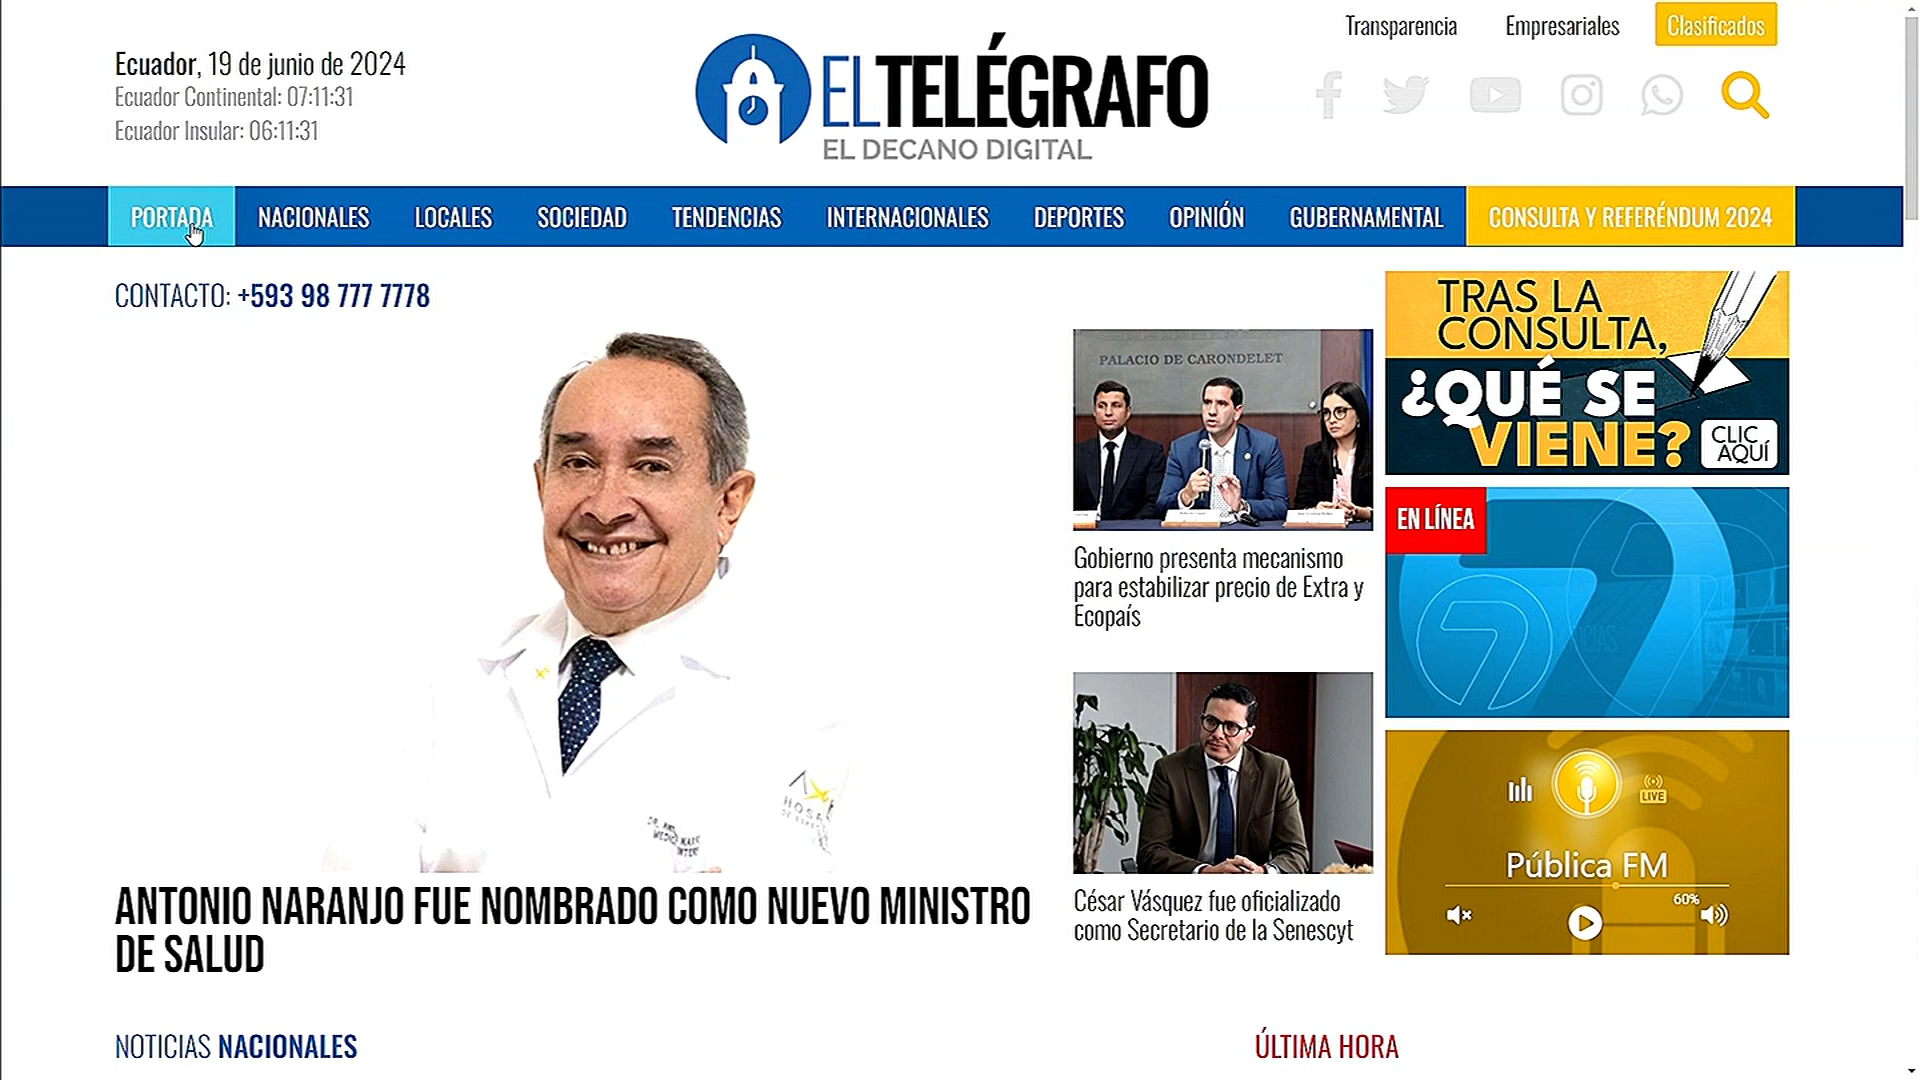 Transparencia
Empresariales
Clasificados
Ecuador, 19 de junio de 2024
Ecuador Continental: 07:11:31
Ecuador Insular: 06:11:31
EL TELÉGRAFO
EL DECANO DIGITAL
PORTADA
NACIONALES
LOCALES
SOCIEDAD
TENDENCIAS
INTERNACIONALES
DEPORTES
OPINIÓN
GUBERNAMENTAL
CONSULTA Y REFERÉNDUM 2024
CONTACTO: +593 98 777 7778
ANTONIO NARANJO FUE NOMBRADO COMO NUEVO MINISTRO
DE SALUD
PALACIO DE CARONDELET
Gobierno presenta mecanismo
para estabilizar precio de Extra y
Ecopaís
César Vásquez fue oficializado
como Secretario de la Senescyt
TRAS LA
CONSULTA,
¿QUÉ SE
VIENE?
CLIC
AQUÍ
EN LÍNEA
LIVE
Pública FM
60%
NOTICIAS NACIONALES
ÚLTIMA HORA